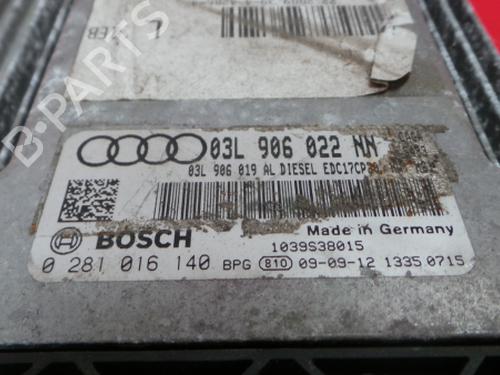 B-PARTS
03L 906 022 NN
03L 906 019 AL DIESEL EDC17CP
BOSCH
Made in Germany
1039S38015
0 281 016 140 BPG 810 09-09-12 1335 0715